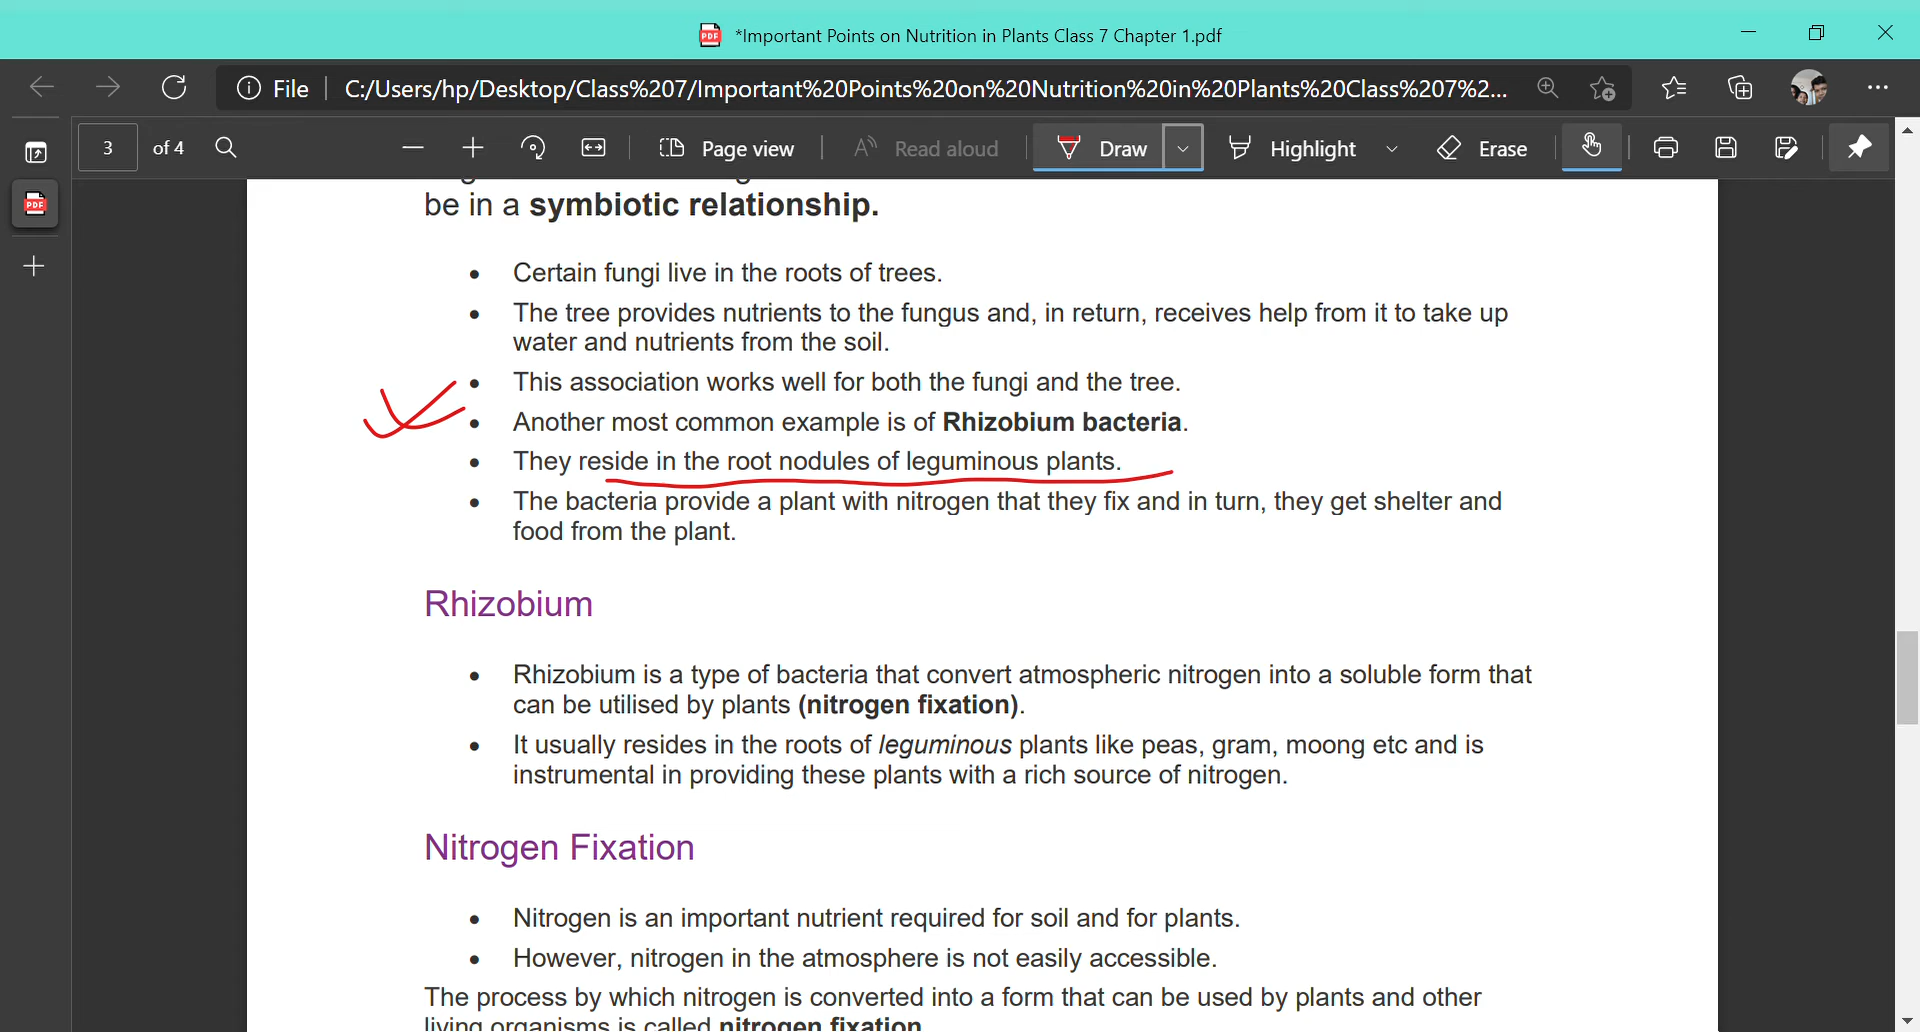 *Important Points on Nutrition in Plants Class 7 Chapter 1.pdf
File
C:/Users/hp/Desktop/Class%207/Important%20Points%20on%20Nutrition%20in%20Plants%20Class%207%2...
3 of 4
Page view
Read aloud
Draw
Highlight
Erase
be in a symbiotic relationship.
• Certain fungi live in the roots of trees.
• The tree provides nutrients to the fungus and, in return, receives help from it to take up
water and nutrients from the soil.
• This association works well for both the fungi and the tree.
• Another most common example is of Rhizobium bacteria.
• They reside in the root nodules of leguminous plants.
• The bacteria provide a plant with nitrogen that they fix and in turn, they get shelter and
food from the plant.
Rhizobium
• Rhizobium is a type of bacteria that convert atmospheric nitrogen into a soluble form that
can be utilised by plants (nitrogen fixation).
• It usually resides in the roots of leguminous plants like peas, gram, moong etc and is
instrumental in providing these plants with a rich source of nitrogen.
Nitrogen Fixation
• Nitrogen is an important nutrient required for soil and for plants.
• However, nitrogen in the atmosphere is not easily accessible.
The process by which nitrogen is converted into a form that can be used by plants and other
living organisms is called nitrogen fixation